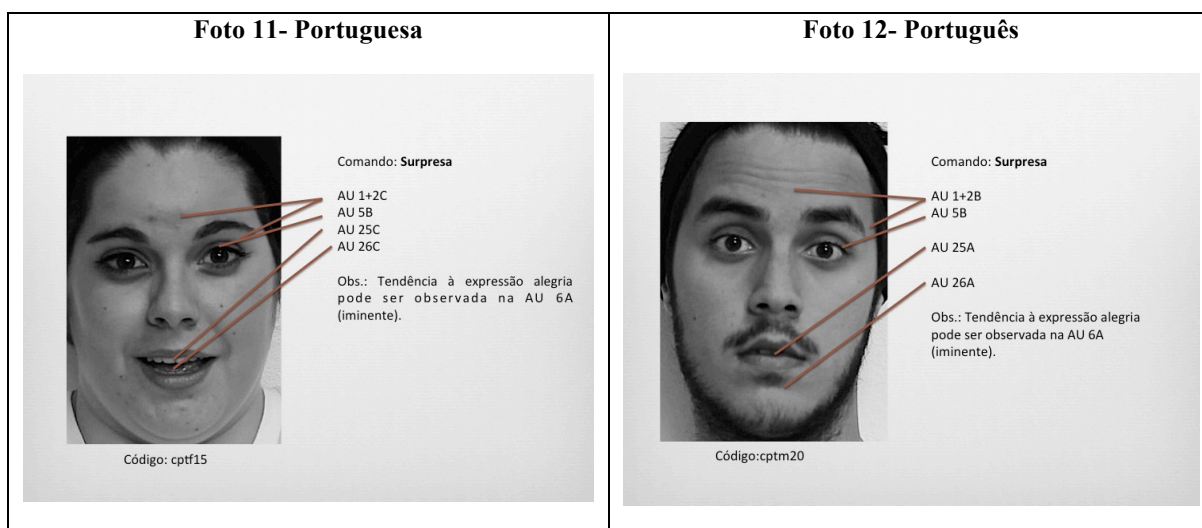 Foto 11- Portuguesa
Comando: Surpresa
AU 1+2C
AU 5B
AU 25C
AU 26C
Obs.: Tendência à expressão alegria
pode ser observada na AU 6A
(iminente).
Código: cptf15
Foto 12- Português
Comando: Surpresa
AU 1+2B
AU 5B
AU 25A
AU 26A
Obs.: Tendência à expressão alegria
pode ser observada na AU 6A
(iminente).
Código:cptm20